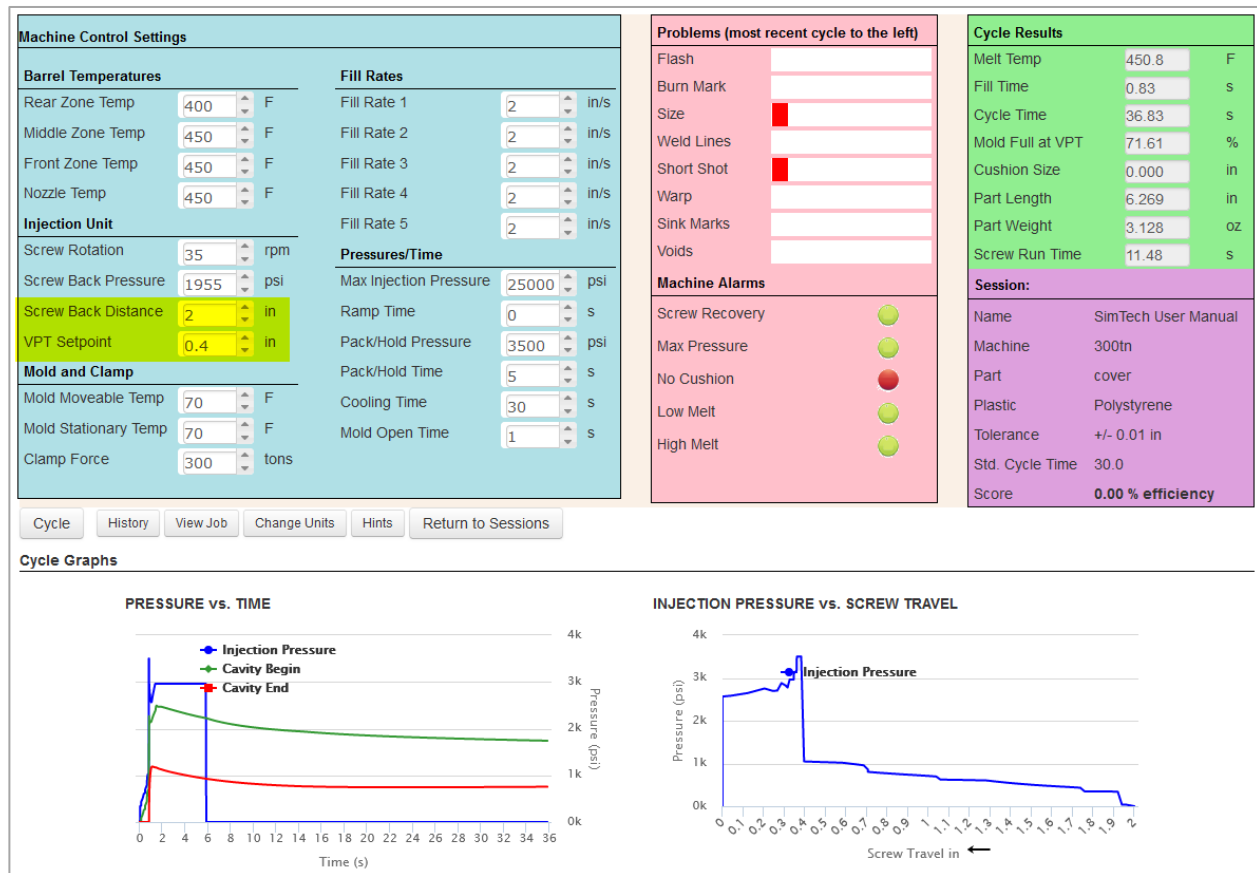 Machine Control Settings
Barrel Temperatures
Rear Zone Temp 400 F
Middle Zone Temp 450 F
Front Zone Temp 450 F
Nozzle Temp 450 F
Injection Unit
Screw Rotation 35 rpm
Screw Back Pressure 1955 psi
Screw Back Distance 2 in
VPT Setpoint 0.4 in
Mold and Clamp
Mold Moveable Temp 70 F
Mold Stationary Temp 70 F
Clamp Force 300 tons
Fill Rates
Fill Rate 1 2 in/s
Fill Rate 2 2 in/s
Fill Rate 3 2 in/s
Fill Rate 4 2 in/s
Fill Rate 5 2 in/s
Pressures/Time
Max Injection Pressure 25000 psi
Ramp Time 0 s
Pack/Hold Pressure 3500 psi
Pack/Hold Time 5 s
Cooling Time 30 s
Mold Open Time 1 s
Problems (most recent cycle to the left)
Flash
Burn Mark
Size
Weld Lines
Short Shot
Warp
Sink Marks
Voids
Machine Alarms
Screw Recovery
Max Pressure
No Cushion
Low Melt
High Melt
Cycle Results
Melt Temp 450.8 F
Fill Time 0.83 s
Cycle Time 36.83 s
Mold Full at VPT 71.61 %
Cushion Size 0.000 in
Part Length 6.269 in
Part Weight 3.128 oz
Screw Run Time 11.48 s
Session:
Name SimTech User Manual
Machine 300tn
Part cover
Plastic Polystyrene
Tolerance +/- 0.01 in
Std. Cycle Time 30.0
Score 0.00 % efficiency
Cycle History View Job Change Units Hints Return to Sessions
Cycle Graphs
PRESSURE vs. TIME
Injection Pressure
Cavity Begin
Cavity End
4k
3k
2k
1k
0k
Pressure (psi)
0 2 4 6 8 10 12 14 16 18 20 22 24 26 28 30 32 34 36
Time (s)
INJECTION PRESSURE vs. SCREW TRAVEL
Injection Pressure
4k
3k
2k
1k
0k
Pressure (psi)
0 0.1 0.2 0.3 0.4 0.5 0.6 0.7 0.8 0.9 1 1.1 1.2 1.3 1.4 1.5 1.6 1.7 1.8 1.9 2
Screw Travel in ←